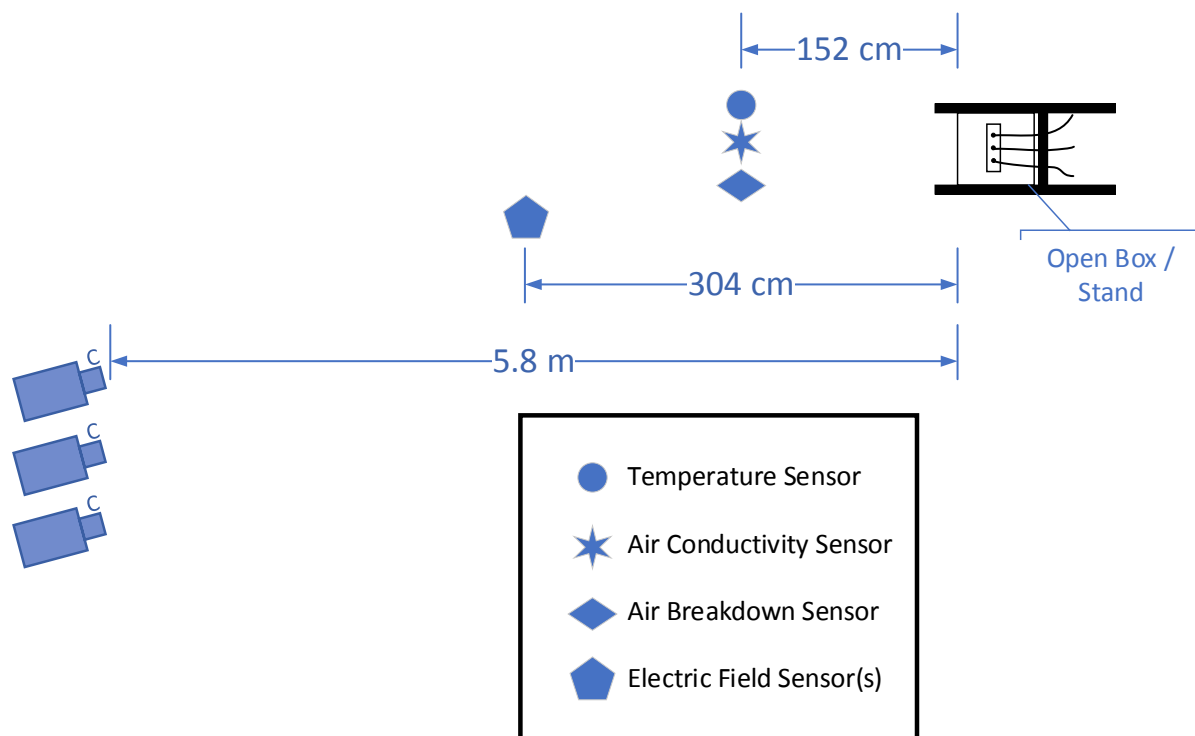 152 cm
304 cm
Open Box /
Stand
5.8 m
C
C
C
Temperature Sensor
Air Conductivity Sensor
Air Breakdown Sensor
Electric Field Sensor(s)